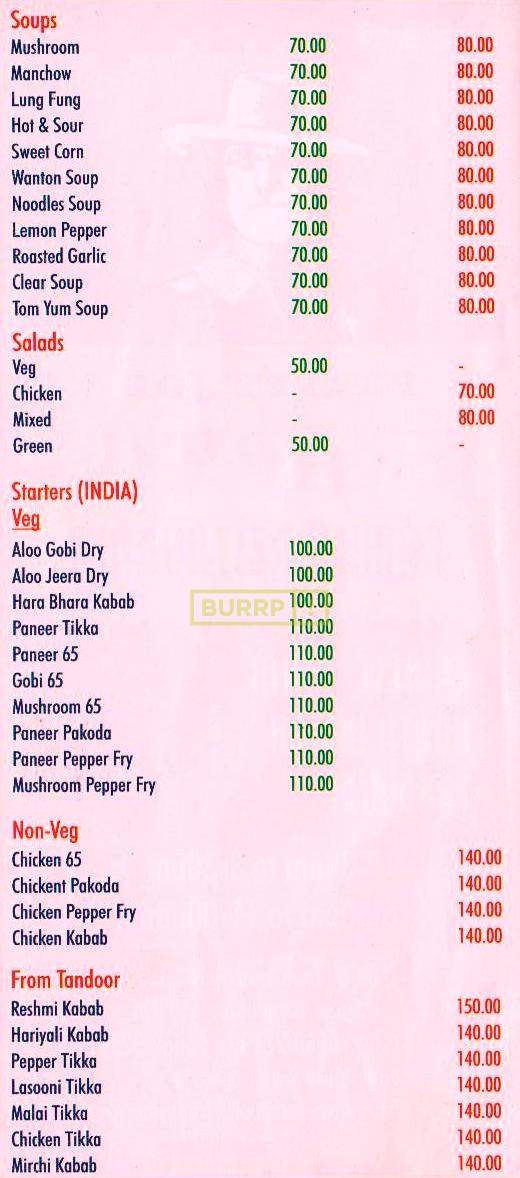 Soups
Mushroom 70.00 80.00
Manchow 70.00 80.00
Lung Fung 70.00 80.00
Hot & Sour 70.00 80.00
Sweet Corn 70.00 80.00
Wanton Soup 70.00 80.00
Noodles Soup 70.00 80.00
Lemon Pepper 70.00 80.00
Roasted Garlic 70.00 80.00
Clear Soup 70.00 80.00
Tom Yum Soup 70.00 80.00
Salads
Veg 50.00 -
Chicken - 70.00
Mixed - 80.00
Green 50.00 -
Starters (INDIA)
Veg
Aloo Gobi Dry 100.00
Aloo Jeera Dry 100.00
Hara Bhara Kabab 100.00
BURRP
Paneer Tikka 110.00
Paneer 65 110.00
Gobi 65 110.00
Mushroom 65 110.00
Paneer Pakoda 110.00
Paneer Pepper Fry 110.00
Mushroom Pepper Fry 110.00
Non-Veg
Chicken 65 140.00
Chickent Pakoda 140.00
Chicken Pepper Fry 140.00
Chicken Kabab 140.00
From Tandoor
Reshmi Kabab 150.00
Hariyali Kabab 140.00
Pepper Tikka 140.00
Lasooni Tikka 140.00
Malai Tikka 140.00
Chicken Tikka 140.00
Mirchi Kabab 140.00